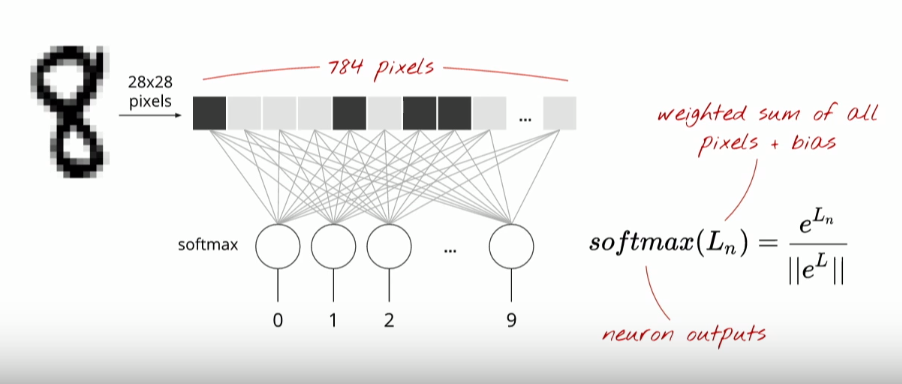 28x28
pixels
784 pixels
...
weighted sum of all
pixels + bias
softmax
...
softmax(Lₙ) = e^Lₙ / ||e^L||
0 1 2 9
neuron outputs